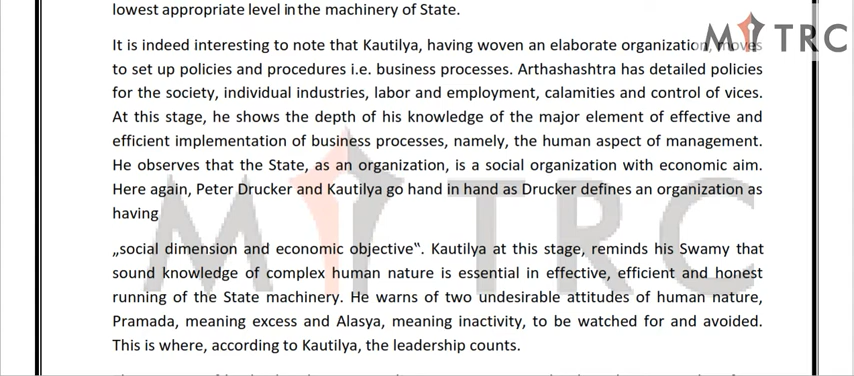 lowest appropriate level in the machinery of State.
M TRC
It is indeed interesting to note that Kautilya, having woven an elaborate organization, moves
to set up policies and procedures i.e. business processes. Arthashashtra has detailed policies
for the society, individual industries, labor and employment, calamities and control of vices.
At this stage, he shows the depth of his knowledge of the major element of effective and
efficient implementation of business processes, namely, the human aspect of management.
He observes that the State, as an organization, is a social organization with economic aim.
Here again, Peter Drucker and Kautilya go hand in hand as Drucker defines an organization as
having
M TRC
„social dimension and economic objective‟. Kautilya at this stage, reminds his Swamy that
sound knowledge of complex human nature is essential in effective, efficient and honest
running of the State machinery. He warns of two undesirable attitudes of human nature,
Pramada, meaning excess and Alasya, meaning inactivity, to be watched for and avoided.
This is where, according to Kautilya, the leadership counts.